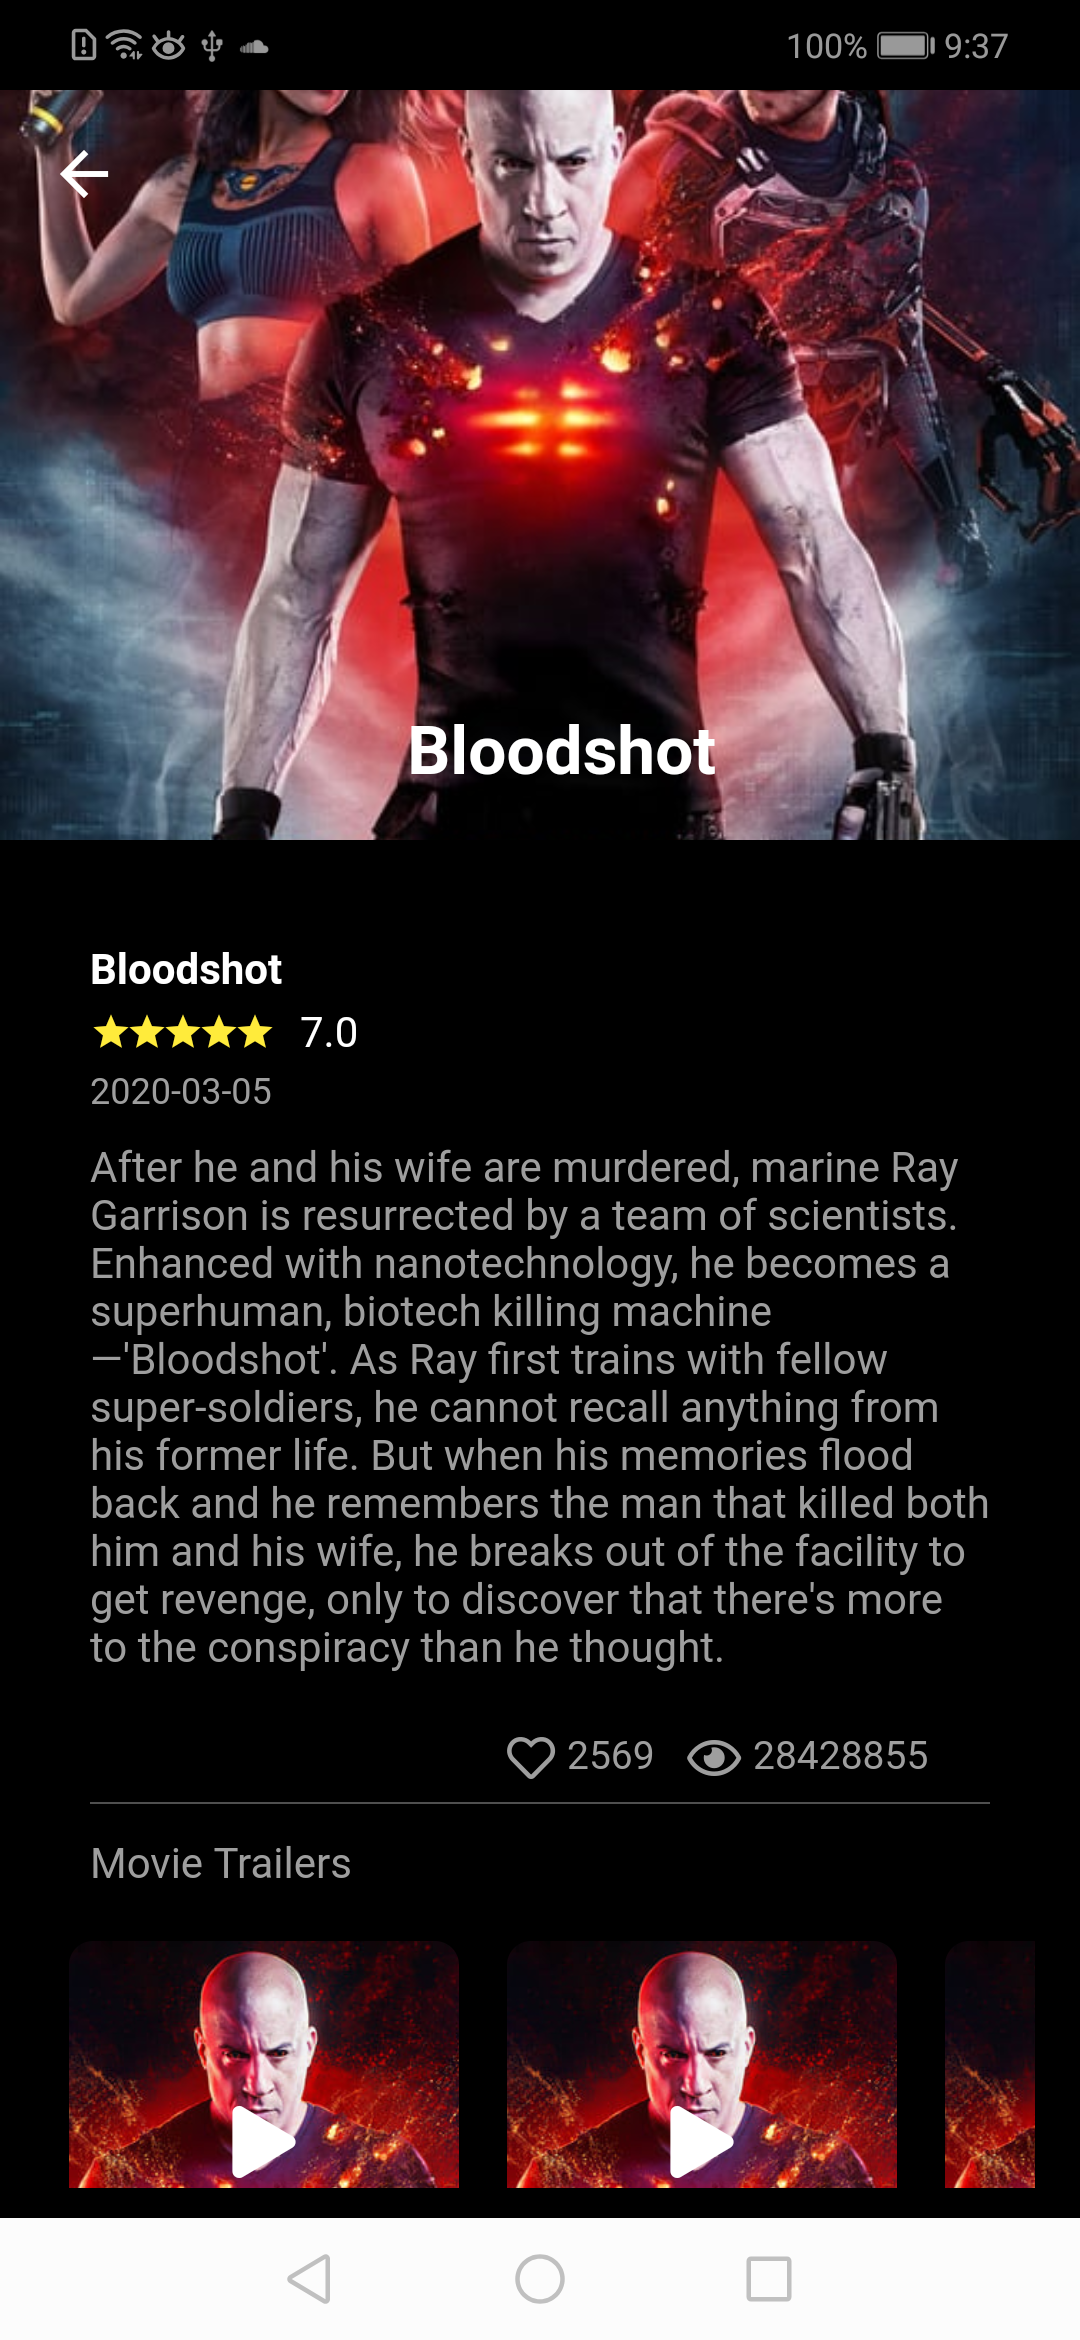 100% 9:37
Bloodshot
Bloodshot
7.0
2020-03-05
After he and his wife are murdered, marine Ray
Garrison is resurrected by a team of scientists.
Enhanced with nanotechnology, he becomes a
superhuman, biotech killing machine
—'Bloodshot'. As Ray first trains with fellow
super-soldiers, he cannot recall anything from
his former life. But when his memories flood
back and he remembers the man that killed both
him and his wife, he breaks out of the facility to
get revenge, only to discover that there's more
to the conspiracy than he thought.
2569 28428855
Movie Trailers